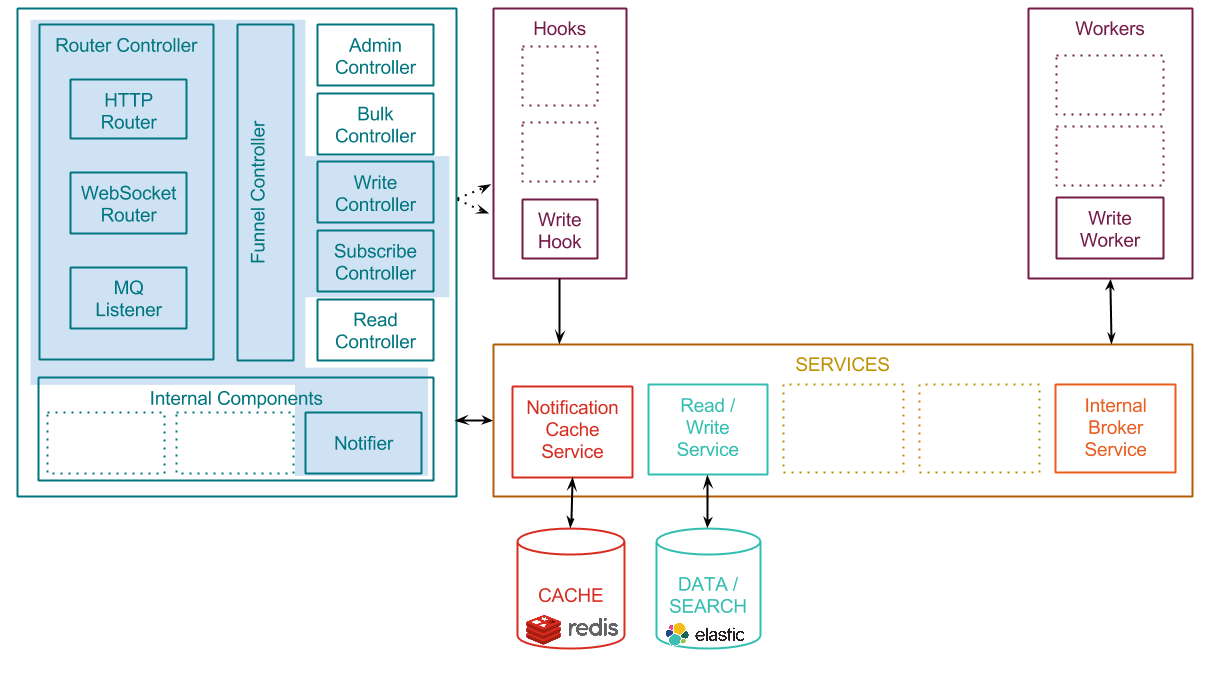 Router Controller
HTTP
Router
WebSocket
Router
MQ
Listener
Funnel Controller
Admin
Controller
Bulk
Controller
Write
Controller
Subscribe
Controller
Read
Controller
Internal Components
Notifier
Hooks
Write
Hook
Workers
Write
Worker
SERVICES
Notification
Cache
Service
Read /
Write
Service
Internal
Broker
Service
CACHE
redis
DATA /
SEARCH
elastic